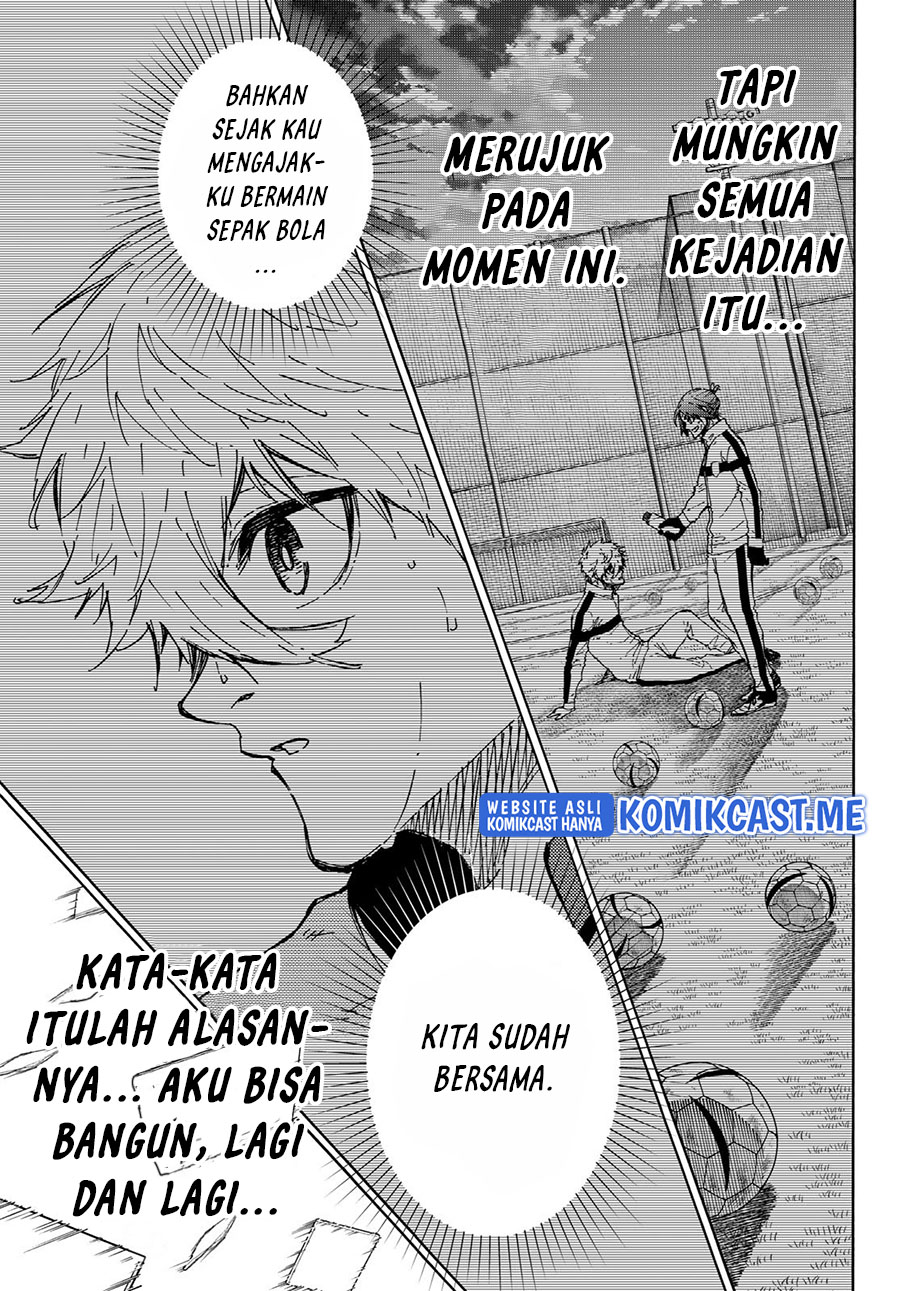 TAPI
MUNGKIN
SEMUA
KEJADIAN
ITU...
MERUJUK
PADA
MOMEN INI.
BAHKAN
SEJAK KAU
MENGAJAK-
KU BERMAIN
SEPAK BOLA
...
KITA SUDAH
BERSAMA.
KATA-KATA
ITULAH ALASAN-
NYA... AKU BISA
BANGUN, LAGI
DAN LAGI...
WEBSITE ASLI
KOMIKCAST HANYA
KOMIKCAST.ME